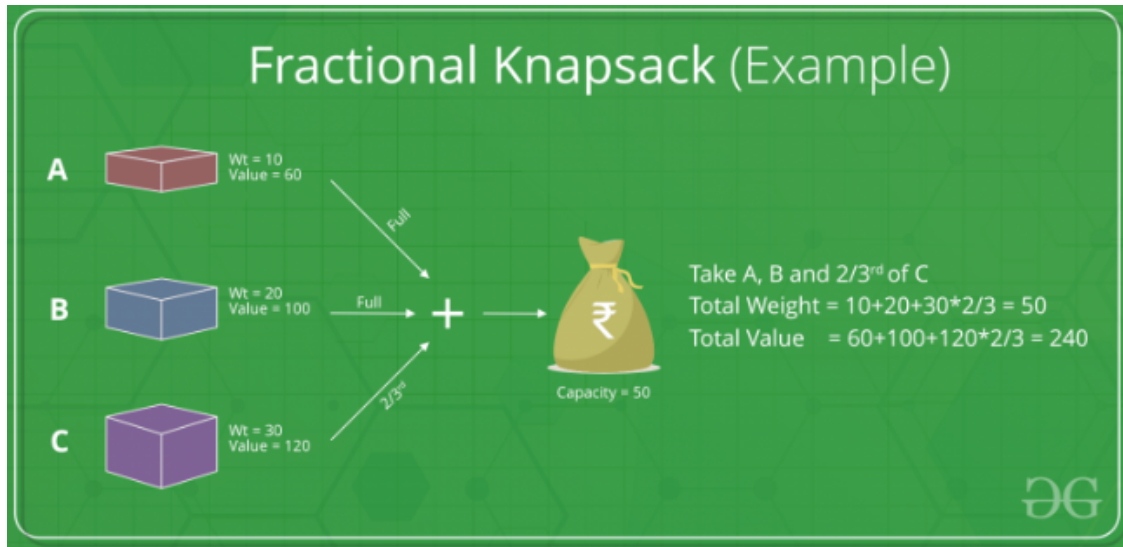 Fractional Knapsack (Example)
A
Wt = 10
Value = 60
Full
B
Wt = 20
Value = 100
Full
C
Wt = 30
Value = 120
2/3rd
₹
Capacity = 50
Take A, B and 2/3rd of C
Total Weight = 10+20+30*2/3 = 50
Total Value = 60+100+120*2/3 = 240